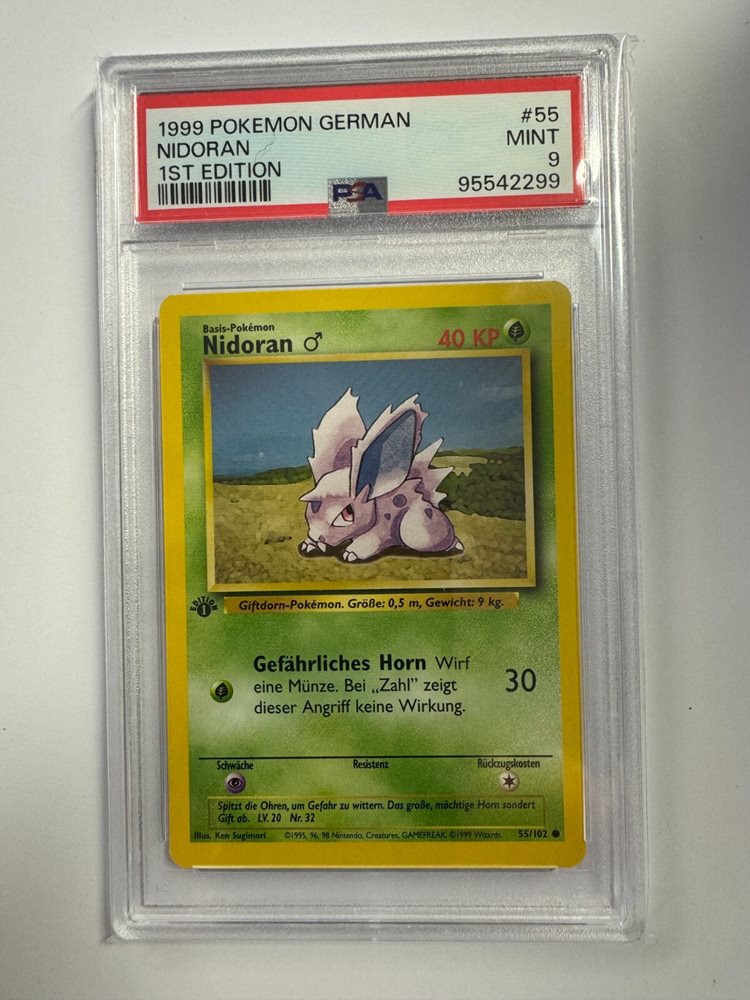 1999 POKEMON GERMAN #55
NIDORAN MINT
1ST EDITION 9
PSA 95542299
Basis-Pokémon
Nidoran ♂ 40 KP
EDITION 1
Giftdorn-Pokémon. Größe: 0,5 m, Gewicht: 9 kg.
Gefährliches Horn Wirf
eine Münze. Bei „Zahl” zeigt
dieser Angriff keine Wirkung.
30
Schwäche Resistenz Rückzugskosten
Spitzt die Ohren, um Gefahr zu wittern. Das große, mächtige Horn sondert
Gift ab. LV. 20 Nr. 32
Illus. Ken Sugimori ©1995, 96, 98 Nintendo, Creatures, GAMEFREAK. ©1999 Wizards. 55/102